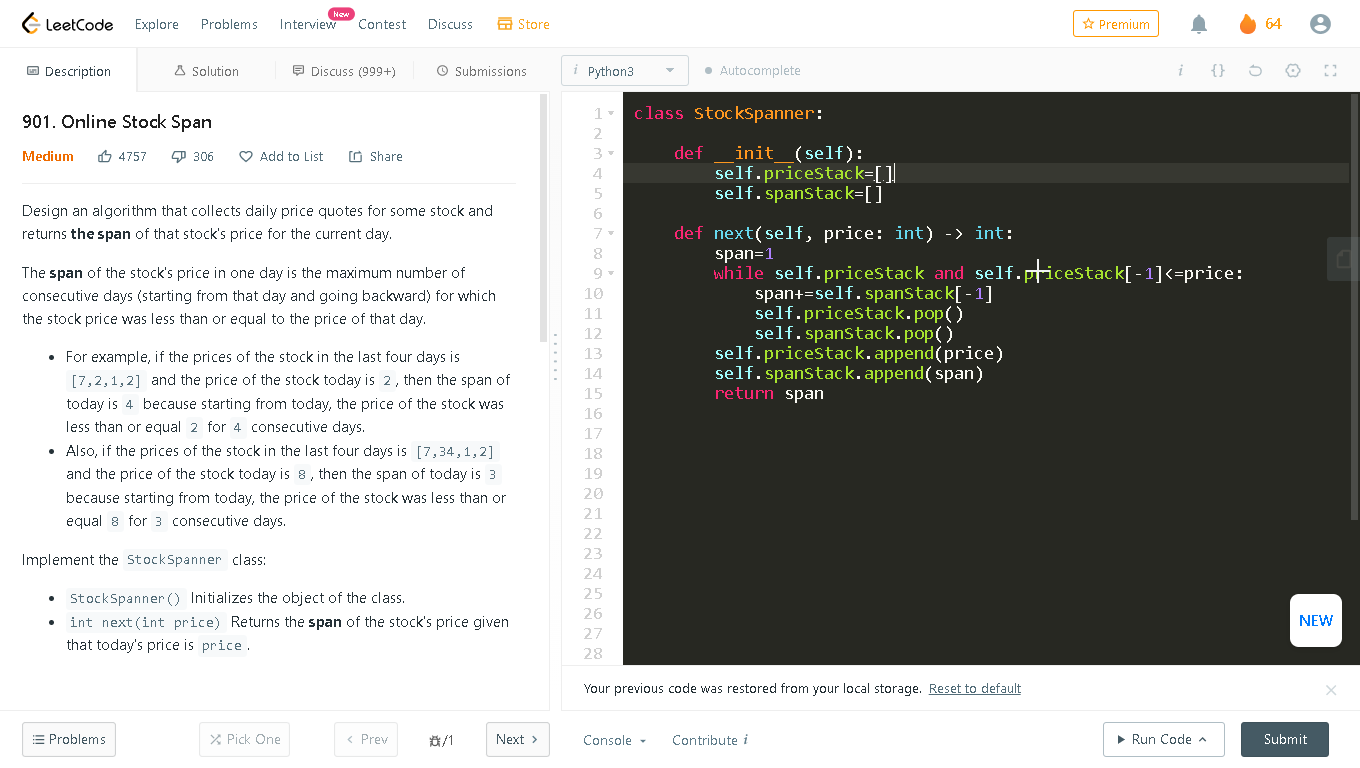 LeetCode Explore Problems Interview New Contest Discuss Store Premium 64
Description Solution Discuss (999+) Submissions
i Python3 Autocomplete i {}
901. Online Stock Span
Medium 4757 306 Add to List Share
Design an algorithm that collects daily price quotes for some stock and
returns the span of that stock's price for the current day.
The span of the stock's price in one day is the maximum number of
consecutive days (starting from that day and going backward) for which
the stock price was less than or equal to the price of that day.
• For example, if the prices of the stock in the last four days is
[7,2,1,2] and the price of the stock today is 2, then the span of
today is 4 because starting from today, the price of the stock was
less than or equal 2 for 4 consecutive days.
• Also, if the prices of the stock in the last four days is [7,34,1,2]
and the price of the stock today is 8, then the span of today is 3
because starting from today, the price of the stock was less than or
equal 8 for 3 consecutive days.
Implement the StockSpanner class:
• StockSpanner() Initializes the object of the class.
• int next(int price) Returns the span of the stock's price given
that today's price is price.
1 class StockSpanner:
2
3     def __init__(self):
4         self.priceStack=[]
5         self.spanStack=[]
6
7     def next(self, price: int) -> int:
8         span=1
9         while self.priceStack and self.priceStack[-1]<=price:
10             span+=self.spanStack[-1]
11             self.priceStack.pop()
12             self.spanStack.pop()
13         self.priceStack.append(price)
14         self.spanStack.append(span)
15         return span
16
17
18
19
20
21
22
23
24
25
26
27
28
NEW
Your previous code was restored from your local storage. Reset to default
Problems Pick One Prev /1 Next
Console Contribute i Run Code Submit